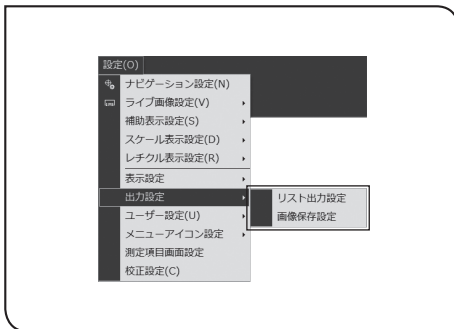 設定(O)
ナビゲーション設定(N)
ライブ画像設定(V)
補助表示設定(S)
スケール表示設定(D)
レチクル表示設定(R)
表示設定
出力設定
リスト出力設定
画像保存設定
ユーザー設定(U)
メニューアイコン設定
測定項目画面設定
校正設定(C)